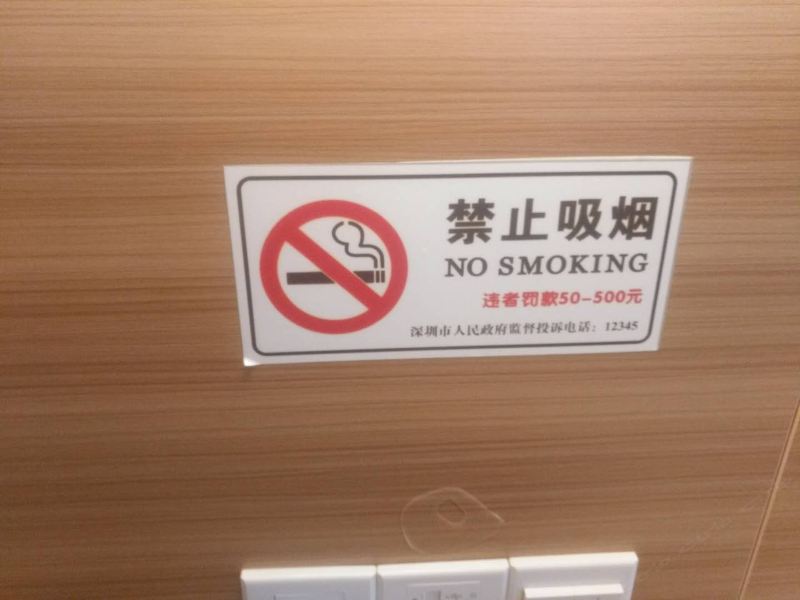 禁止吸烟
NO SMOKING
违者罚款50-500元
深圳市人民政府监督投诉电话：12345